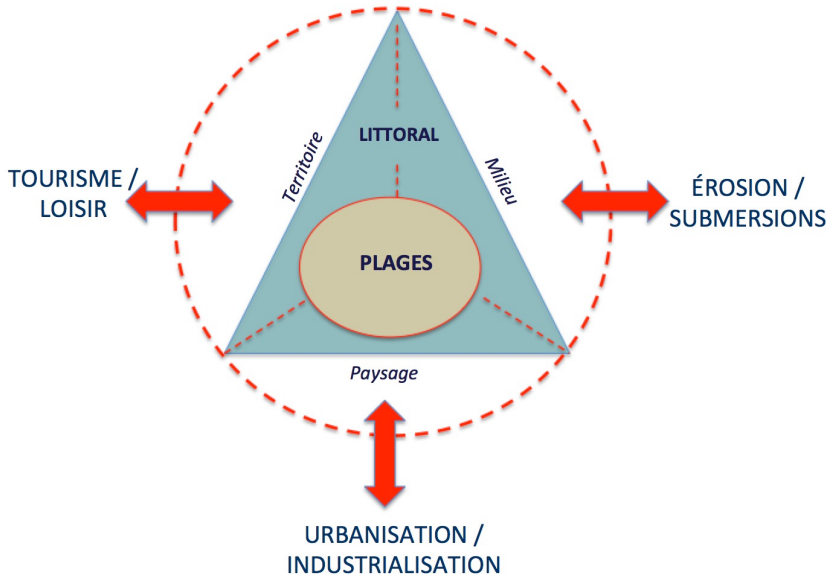 LITTORAL
Territoire
Milieu
TOURISME /
LOISIR
ÉROSION /
SUBMERSIONS
PLAGES
Paysage
URBANISATION /
INDUSTRIALISATION